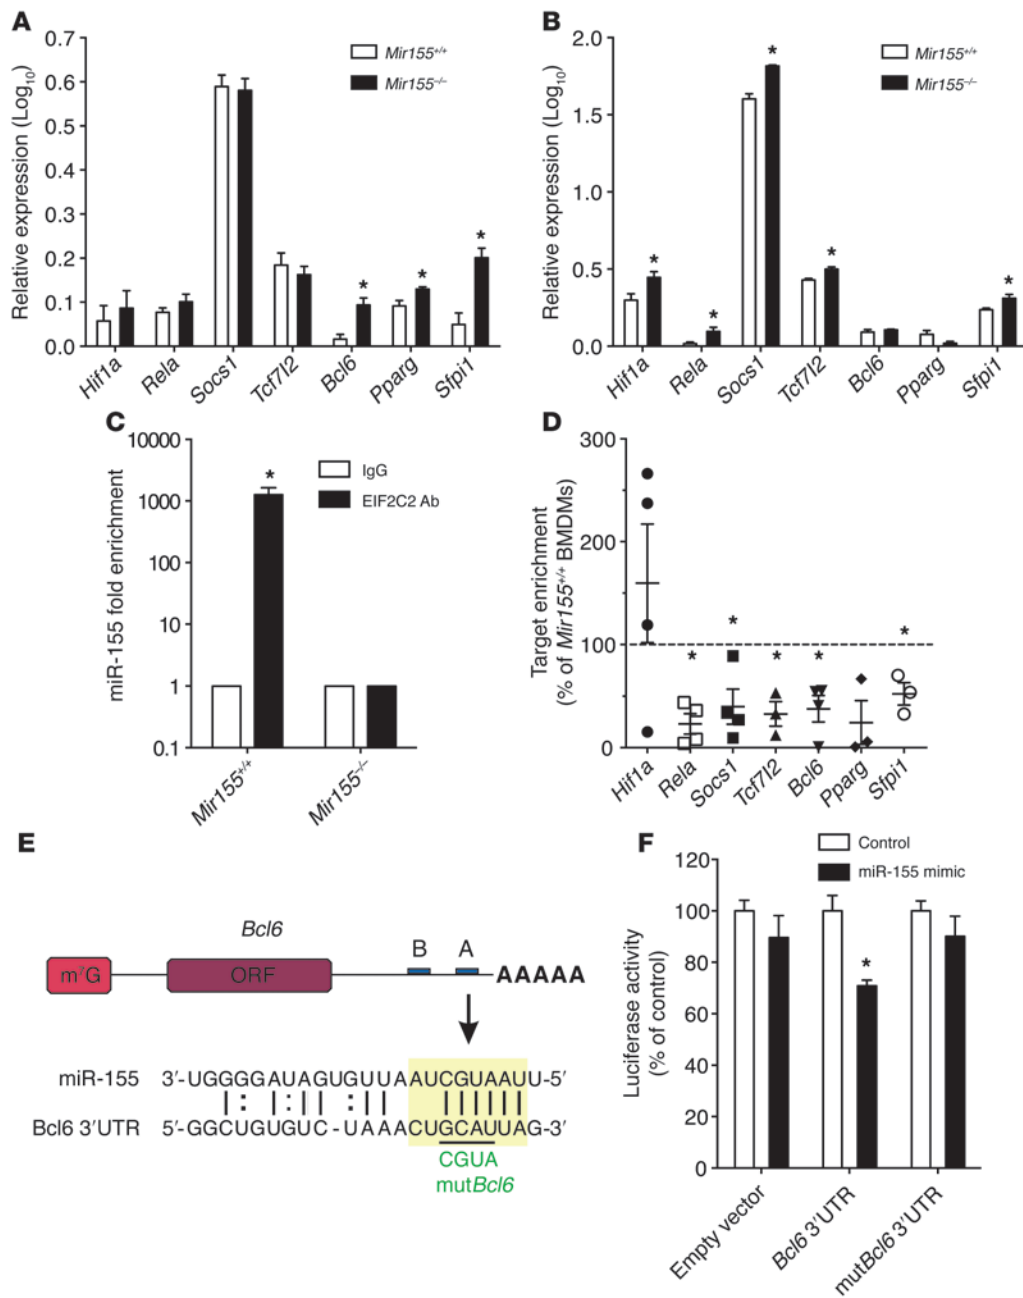 A
Relative expression (Log10)
0.7
0.6
0.5
0.4
0.3
0.2
0.1
0.0
Mir155+/+
Mir155–/–
* * *
Hif1a Rela Socs1 Tcf7l2 Bcl6 Pparg Sfpi1
B
Relative expression (Log10)
2.0
1.5
1.0
0.5
0.0
Mir155+/+
Mir155–/–
* * * * *
Hif1a Rela Socs1 Tcf7l2 Bcl6 Pparg Sfpi1
C
miR-155 fold enrichment
10000
1000
100
10
1
0.1
IgG
EIF2C2 Ab
*
Mir155+/+ Mir155–/–
D
Target enrichment
(% of Mir155+/+ BMDMs)
300
200
100
0
* * * * *
Hif1a Rela Socs1 Tcf7l2 Bcl6 Pparg Sfpi1
E
Bcl6
B A
m7G ORF AAAAA
miR-155 3′-UGGGGAUAGUGUUAAUCGUAAUU-5′
Bcl6 3′UTR 5′-GGCUGUGUC-UAAACUGCAUUAG-3′
CGUA
mutBcl6
F
Control
miR-155 mimic
Luciferase activity
(% of control)
120
100
80
60
40
20
0
*
Empty vector Bcl6 3′UTR mutBcl6 3′UTR